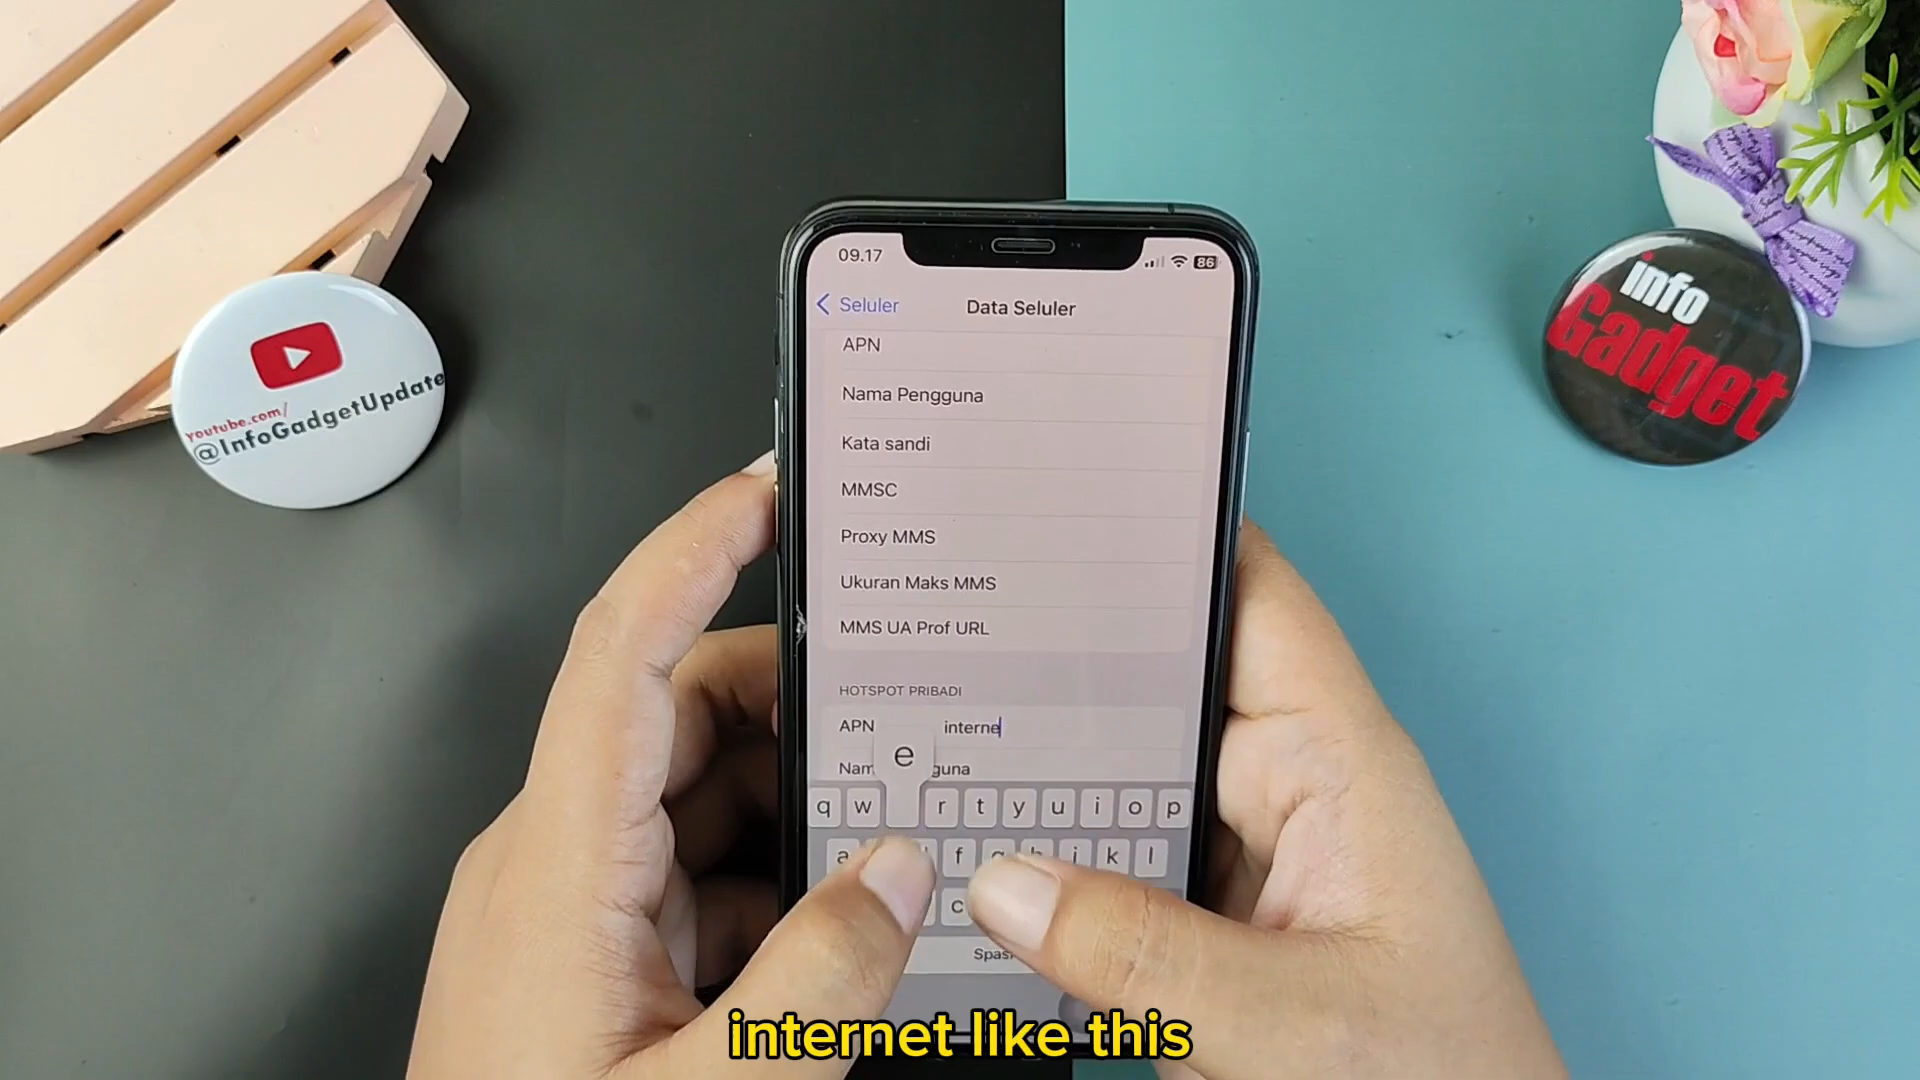 youtube.com/
@InfoGadgetUpdate
info
Gadget
09.17
86
Seluler
Data Seluler
APN
Nama Pengguna
Kata sandi
MMSC
Proxy MMS
Ukuran Maks MMS
MMS UA Prof URL
HOTSPOT PRIBADI
APN interne
e
q w r t y u i o p
a f g h j k l
c
internet like this